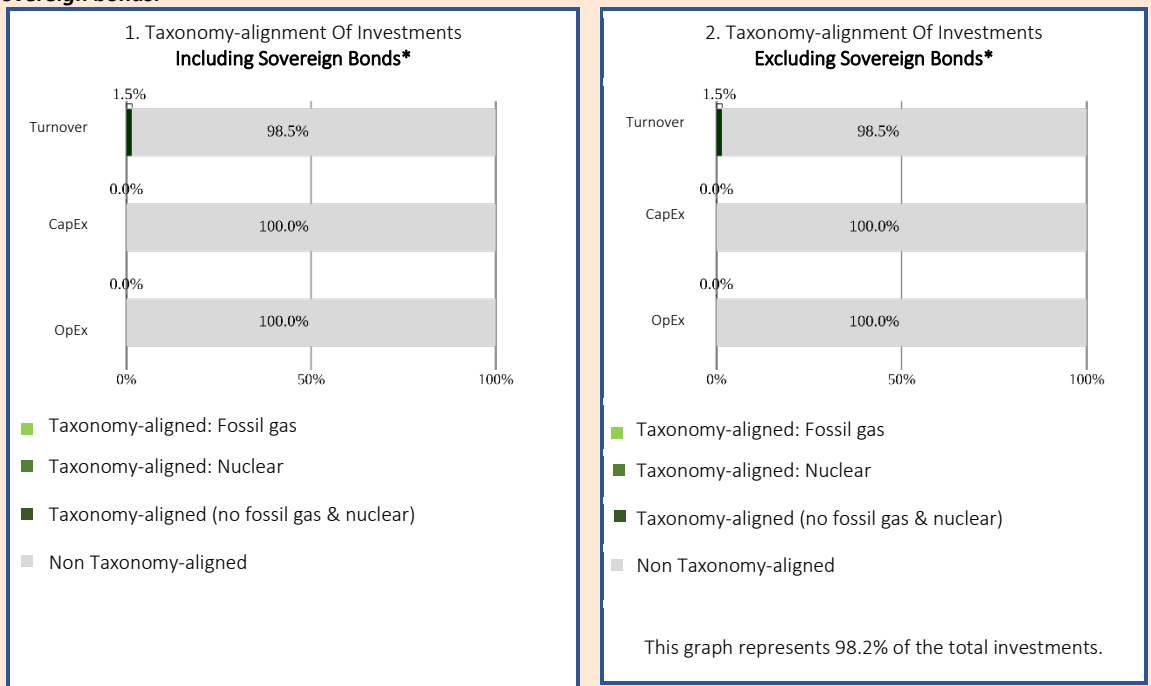 sovereign bonds.
1. Taxonomy-alignment Of Investments
Including Sovereign Bonds*
1.5%
Turnover
98.5%
0.0%
CapEx
100.0%
0.0%
OpEx
100.0%
0%
50%
100%
Taxonomy-aligned: Fossil gas
Taxonomy-aligned: Nuclear
Taxonomy-aligned (no fossil gas & nuclear)
Non Taxonomy-aligned
2. Taxonomy-alignment Of Investments
Excluding Sovereign Bonds*
1.5%
Turnover
98.5%
0.0%
CapEx
100.0%
0.0%
OpEx
100.0%
0%
50%
100%
Taxonomy-aligned: Fossil gas
Taxonomy-aligned: Nuclear
Taxonomy-aligned (no fossil gas & nuclear)
Non Taxonomy-aligned
This graph represents 98.2% of the total investments.